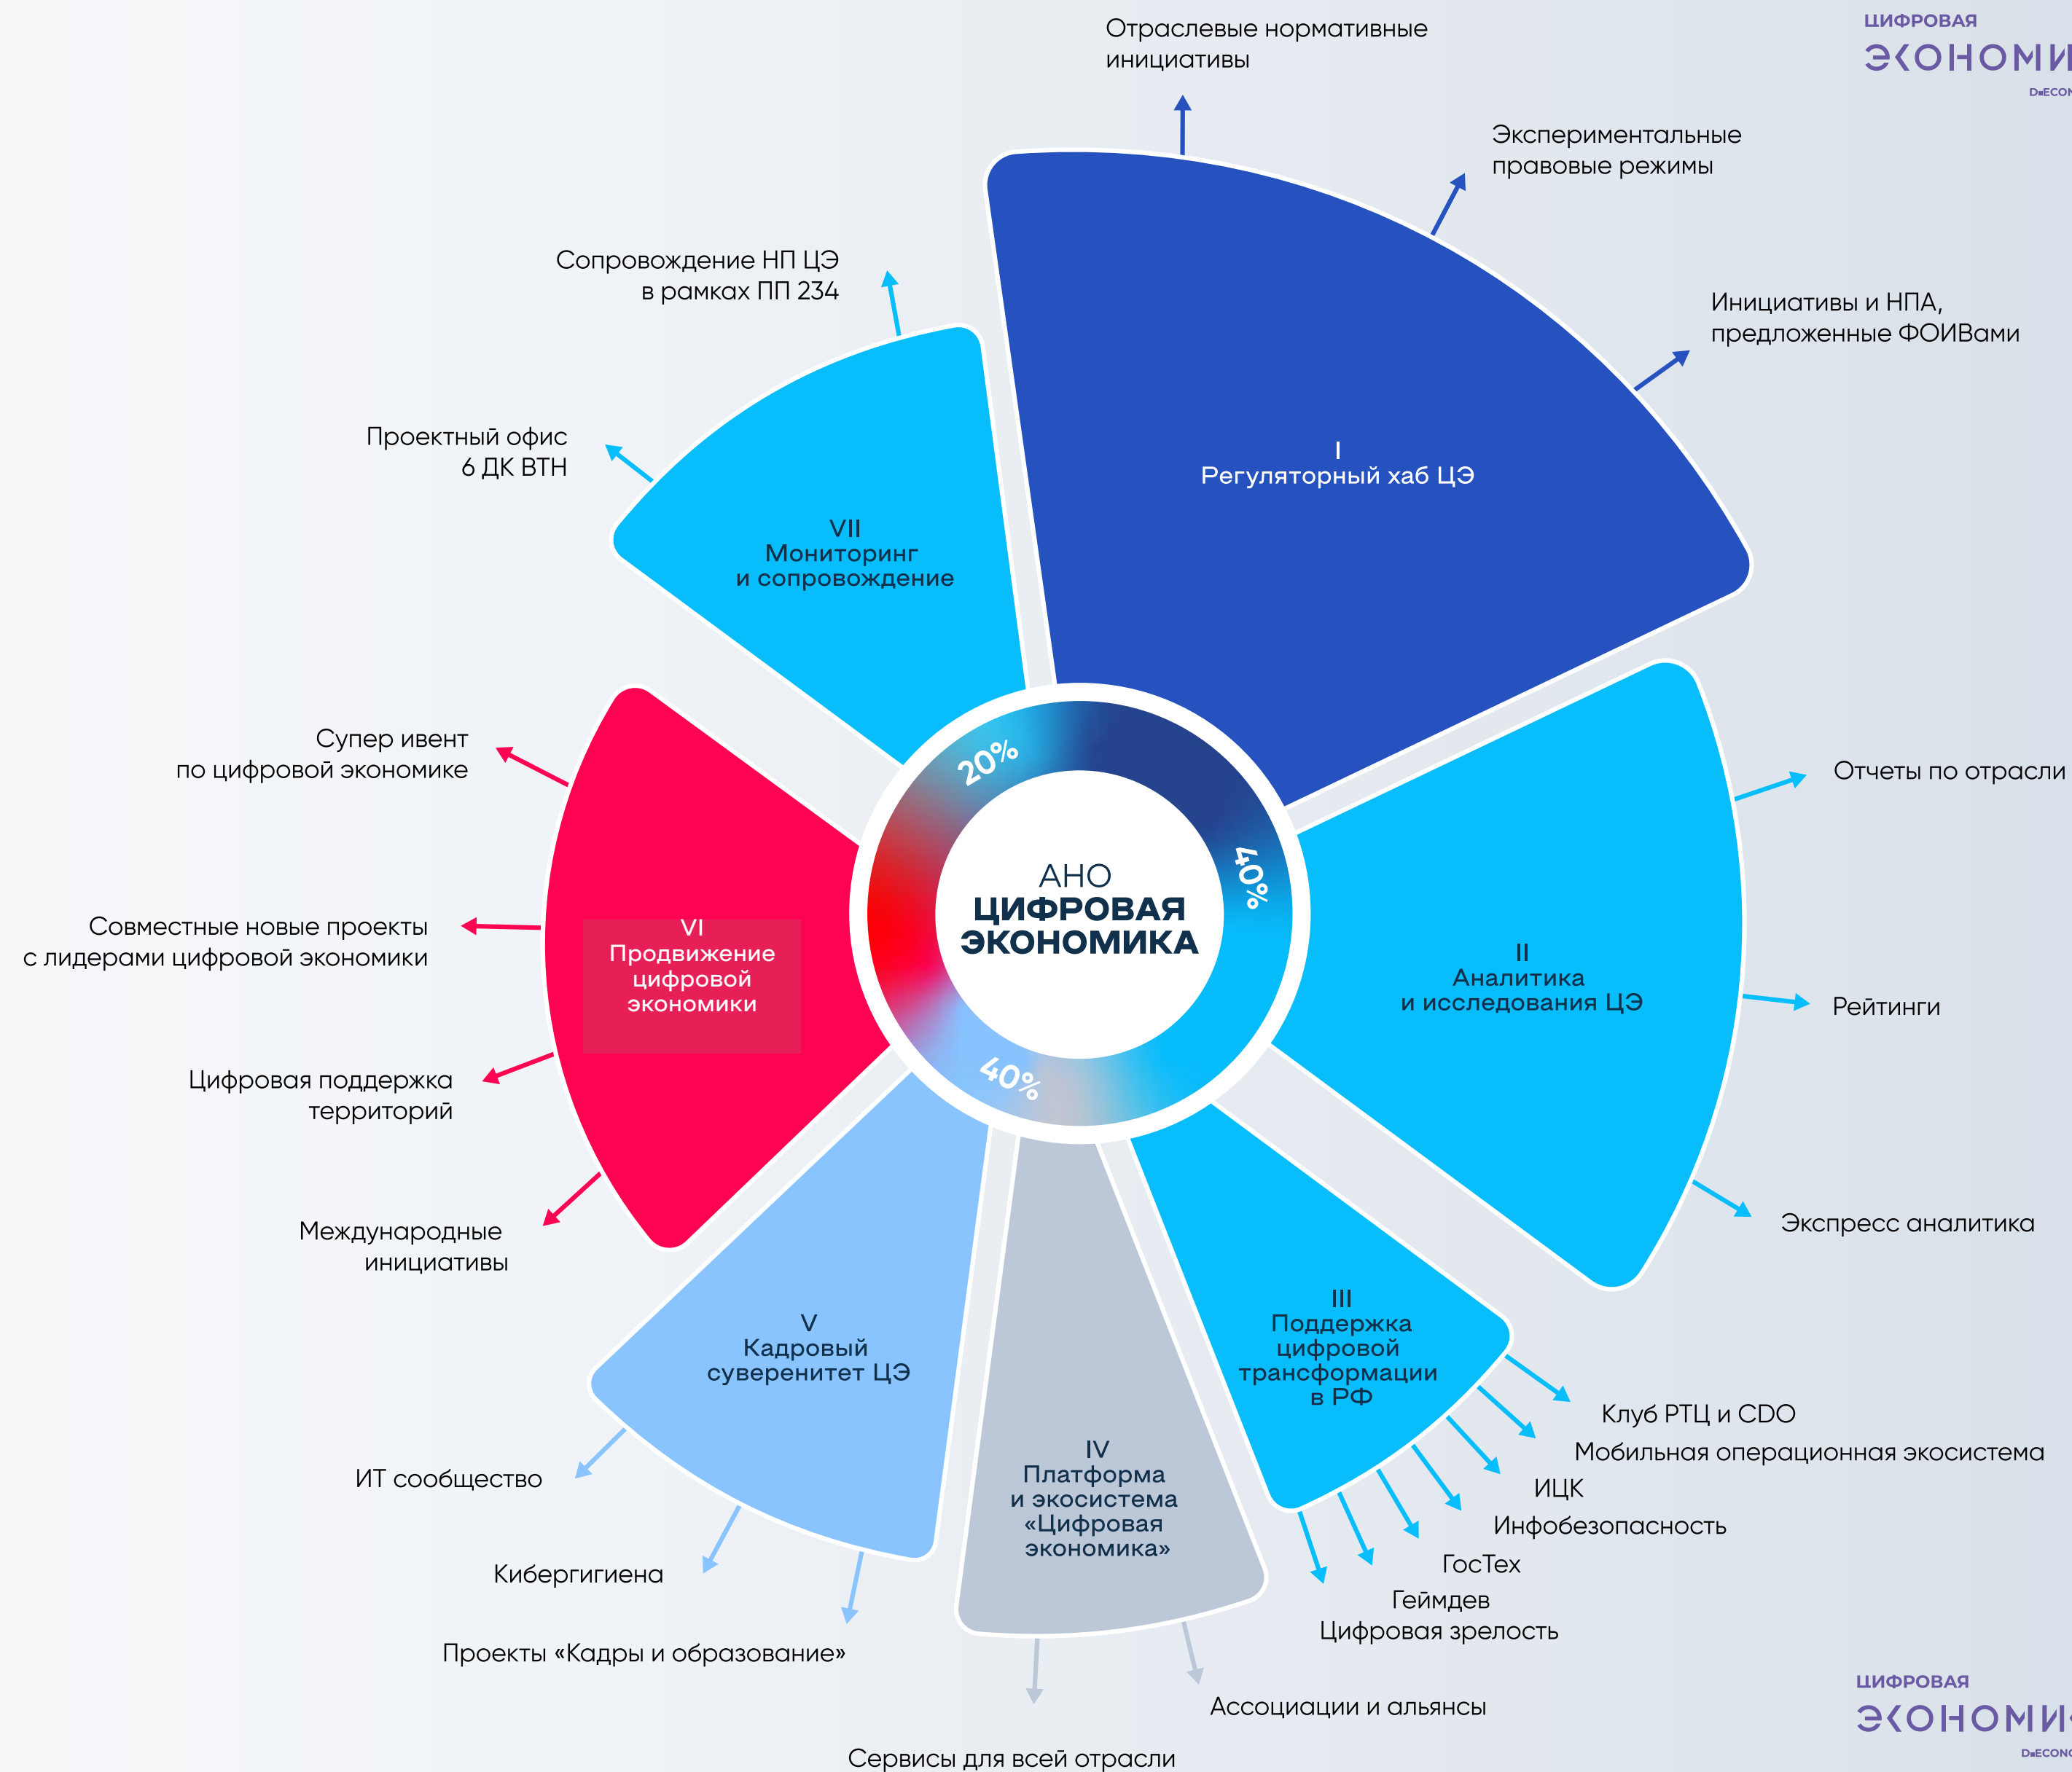 Отраслевые нормативные
инициативы
ЦИФРОВАЯ
Экспериментальные
правовые режимы
Сопровождение НП ЦЭ
в рамках ПП 234
Инициативы и НПА,
предложенные ФОИВами
Проектный офис
6 ДК ВТН
I
Регуляторный хаб ЦЭ
VII
Мониторинг
и сопровождение
Супер ивент
по цифровой экономике
20%
Отчеты по отрасли
40%
АНО
ЦИФРОВАЯ
ЭКОНОМИКА
Совместные новые проекты
с лидерами цифровой экономики
VI
Продвижение
цифровой
экономики
II
Аналитика
и исследования ЦЭ
Рейтинги
Цифровая поддержка
территорий
40%
Международные
инициативы
Экспресс аналитика
V
Кадровый
суверенитет ЦЭ
III
Поддержка
цифровой
трансформации
в РФ
IV
Платформа
и экосистема
«Цифровая
экономика»
Клуб РТЦ и CDO
Мобильная операционная экосистема
ИЦК
Инфобезопасность
ГосТех
Геймдев
Цифровая зрелость
ИТ сообщество
Кибергигиена
Проекты «Кадры и образование»
Ассоциации и альянсы
Сервисы для всей отрасли
ЦИФРОВАЯ